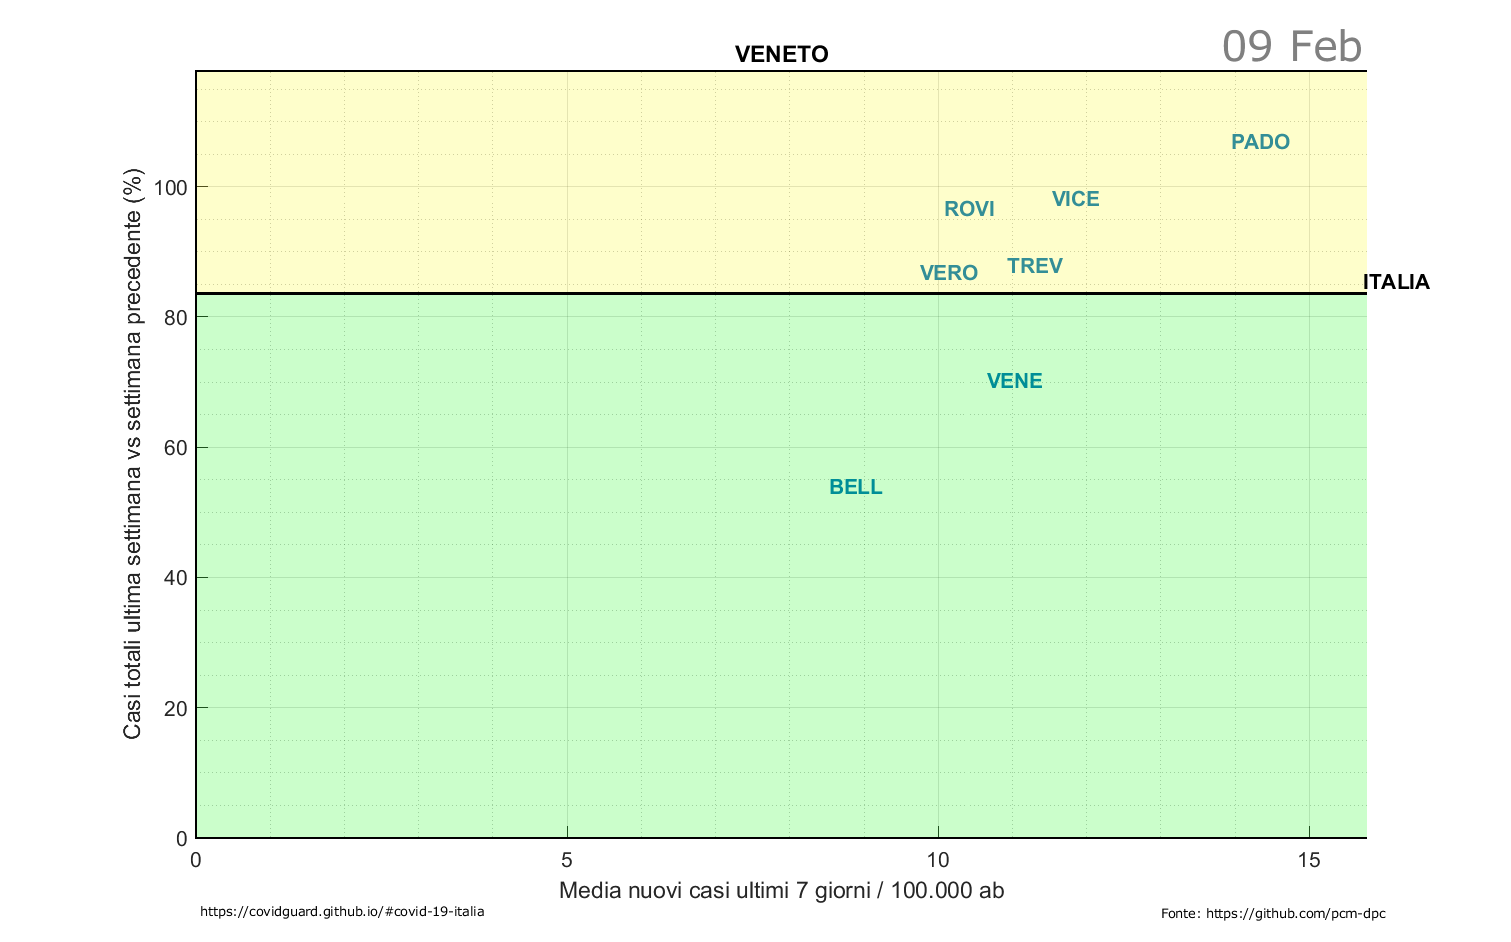 VENETO
09 Feb
PADO
100
VICE
ROVI
TREV
VERO
ITALIA
80
VENE
60
BELL
40
20
0
0 5 10 15
Casi totali ultima settimana vs settimana precedente (%)
Media nuovi casi ultimi 7 giorni / 100.000 ab
https://covidguard.github.io/#covid-19-italia
Fonte: https://github.com/pcm-dpc